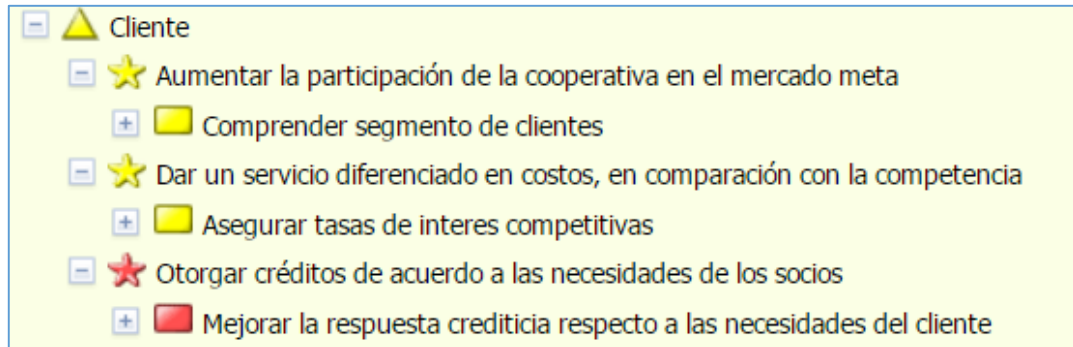 Cliente
Aumentar la participación de la cooperativa en el mercado meta
Comprender segmento de clientes
Dar un servicio diferenciado en costos, en comparación con la competencia
Asegurar tasas de interes competitivas
Otorgar créditos de acuerdo a las necesidades de los socios
Mejorar la respuesta crediticia respecto a las necesidades del cliente